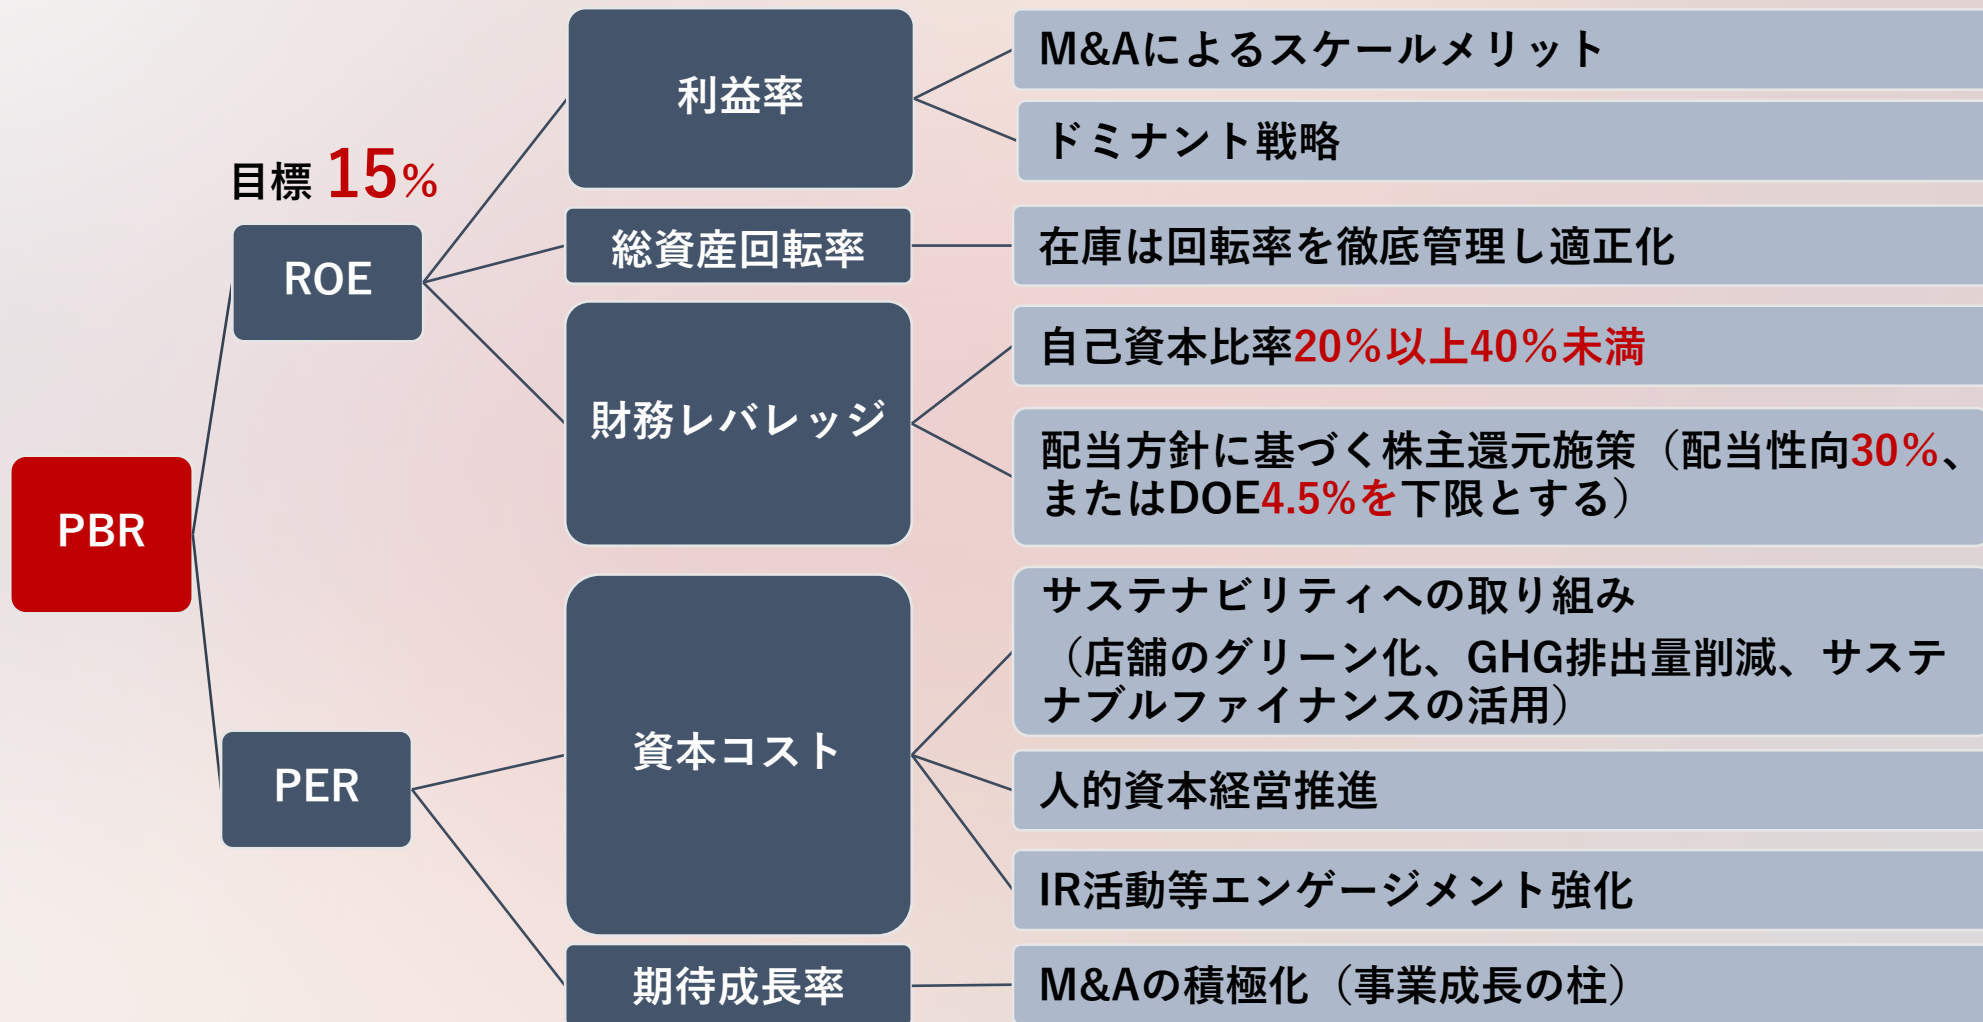 PBR
目標 15%
ROE
PER
利益率
総資産回転率
財務レバレッジ
資本コスト
期待成長率
M&Aによるスケールメリット
ドミナント戦略
在庫は回転率を徹底管理し適正化
自己資本比率20%以上40%未満
配当方針に基づく株主還元施策（配当性向30%、
またはDOE4.5%を下限とする）
サステナビリティへの取り組み
（店舗のグリーン化、GHG排出量削減、サステ
ナブルファイナンスの活用）
人的資本経営推進
IR活動等エンゲージメント強化
M&Aの積極化（事業成長の柱）